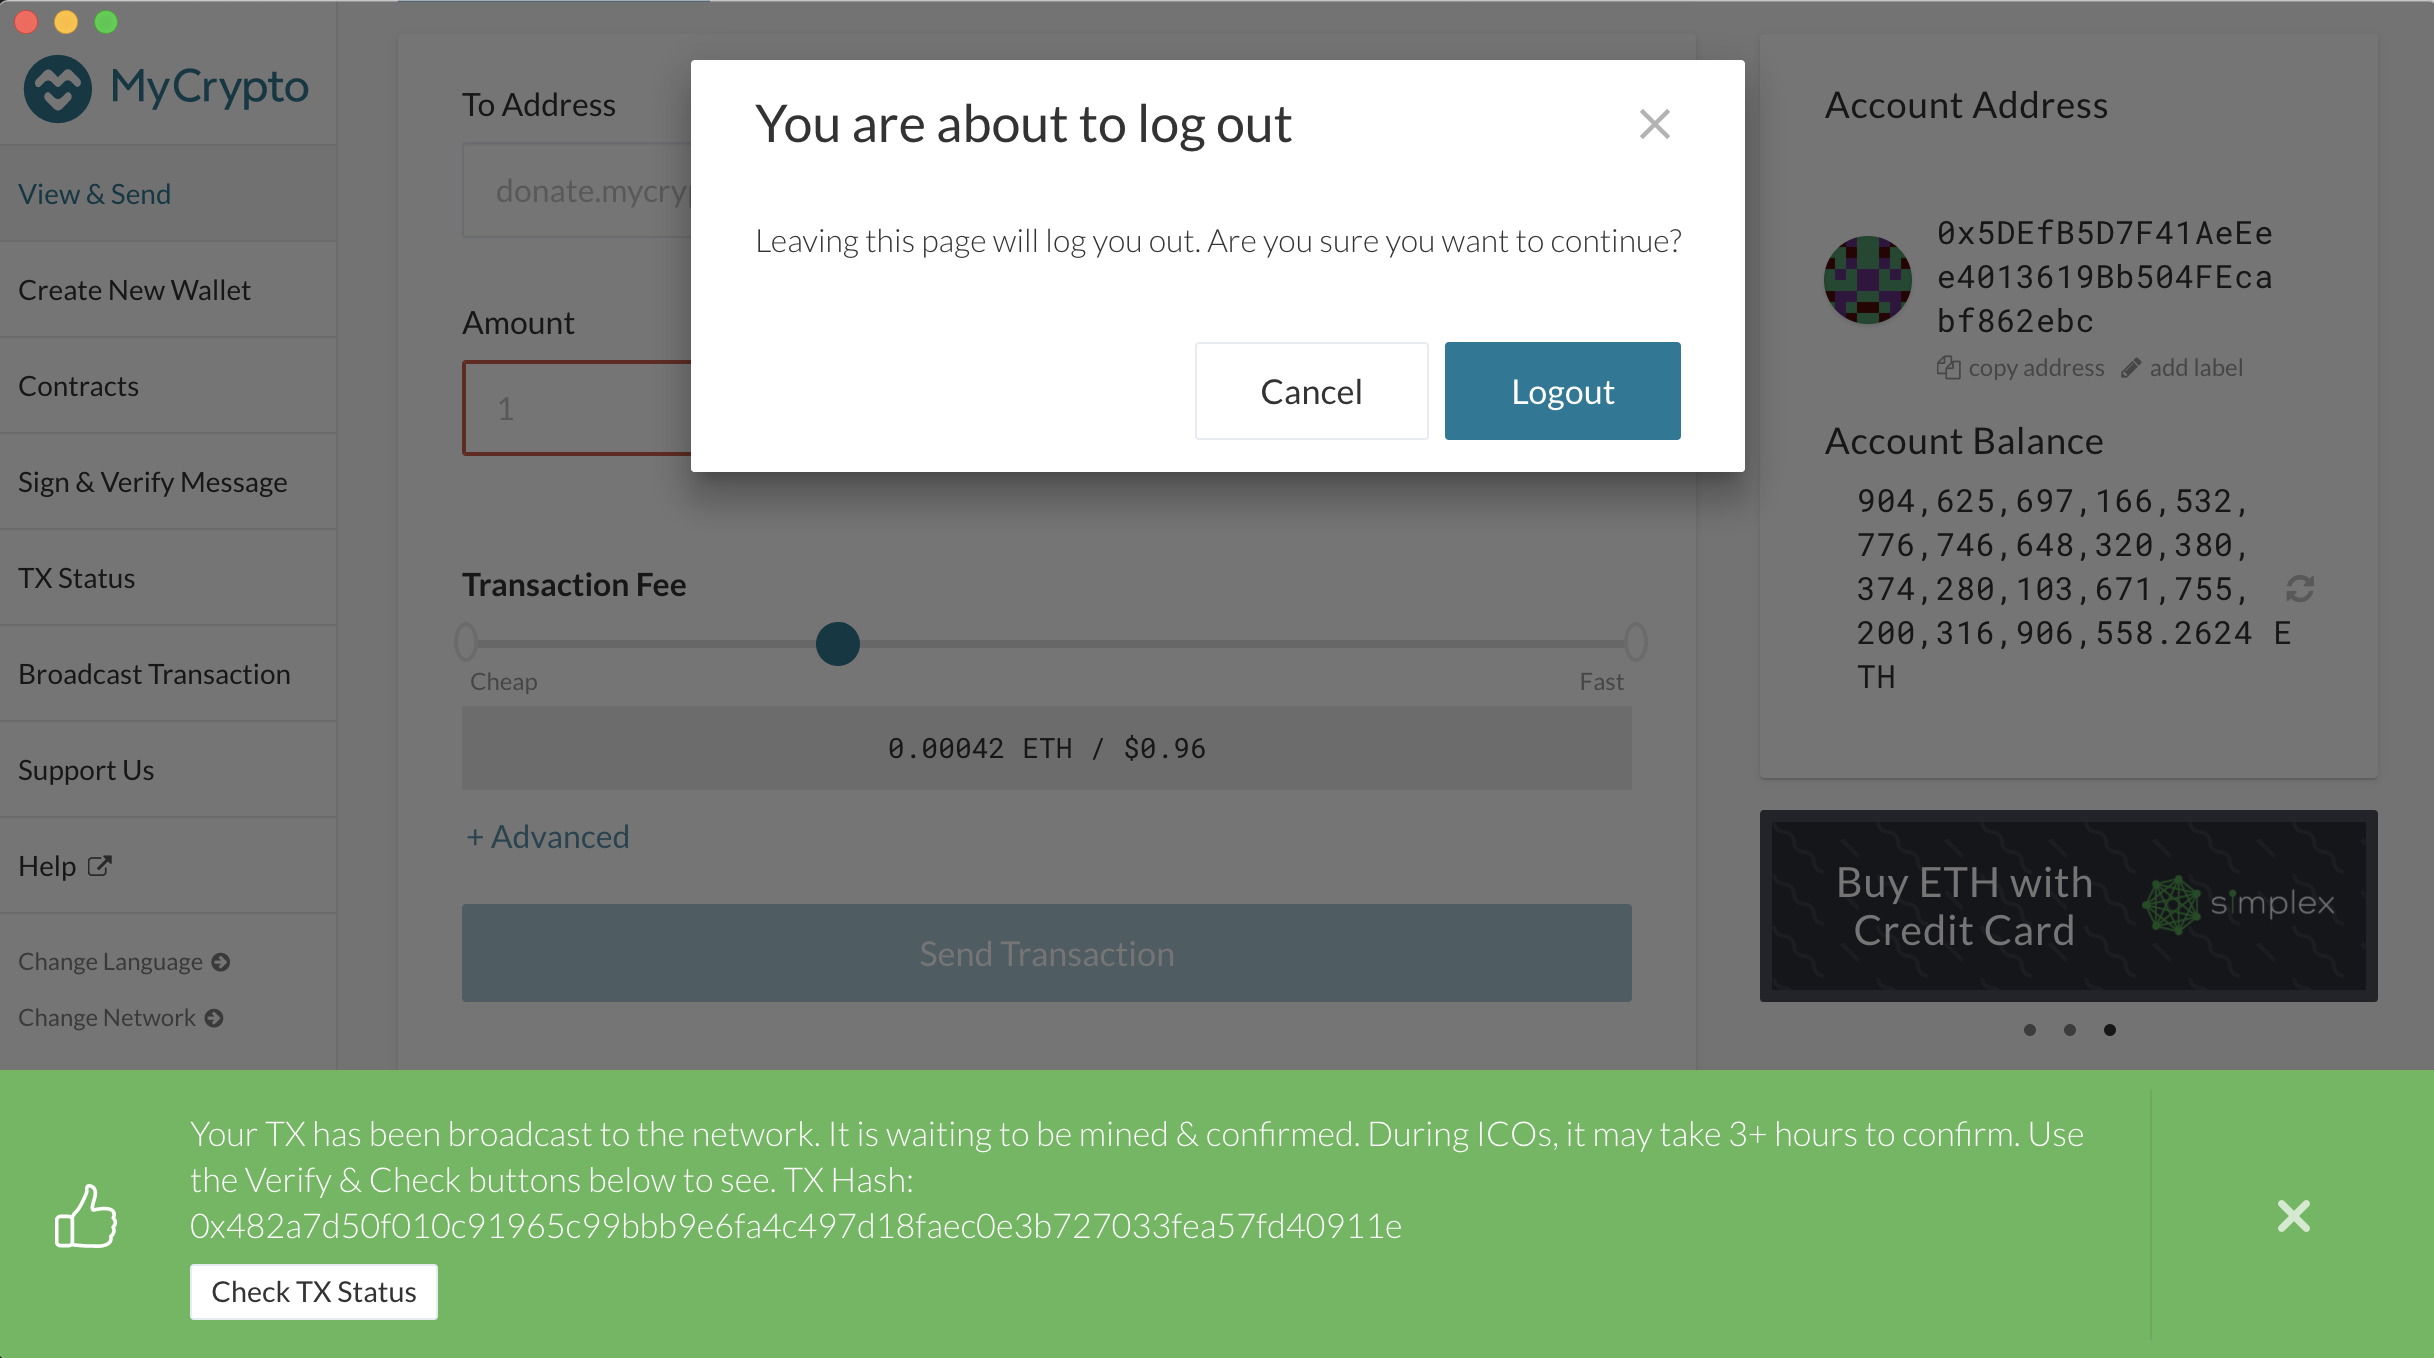 MyCrypto
View & Send
Create New Wallet
Contracts
Sign & Verify Message
TX Status
Broadcast Transaction
Support Us
Help
Change Language
Change Network
To Address
donate.mycry
Amount
1
Transaction Fee
Cheap
Fast
0.00042 ETH / $0.96
+ Advanced
Send Transaction
You are about to log out
Leaving this page will log you out. Are you sure you want to continue?
Cancel
Logout
Account Address
0x5DEfB5D7F41AeEe
e4013619Bb504FEca
bf862ebc
copy address
add label
Account Balance
904,625,697,166,532,
776,746,648,320,380,
374,280,103,671,755,
200,316,906,558.2624 E
TH
Buy ETH with
Credit Card
simplex
Your TX has been broadcast to the network. It is waiting to be mined & confirmed. During ICOs, it may take 3+ hours to confirm. Use
the Verify & Check buttons below to see. TX Hash:
0x482a7d50f010c91965c99bbb9e6fa4c497d18faec0e3b727033fea57fd40911e
Check TX Status